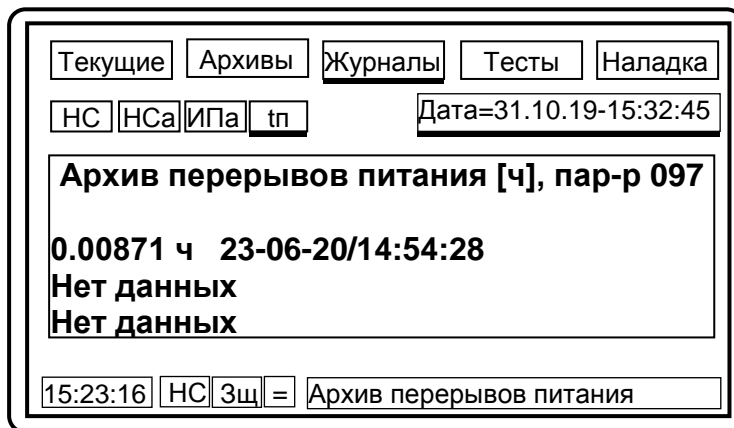 Текущие Архивы Журналы Тесты Наладка
НС НСа ИПа tп Дата=31.10.19-15:32:45
Архив перерывов питания [ч], пар-р 097
0.00871 ч 23-06-20/14:54:28
Нет данных
Нет данных
15:23:16 НС Зщ = Архив перерывов питания